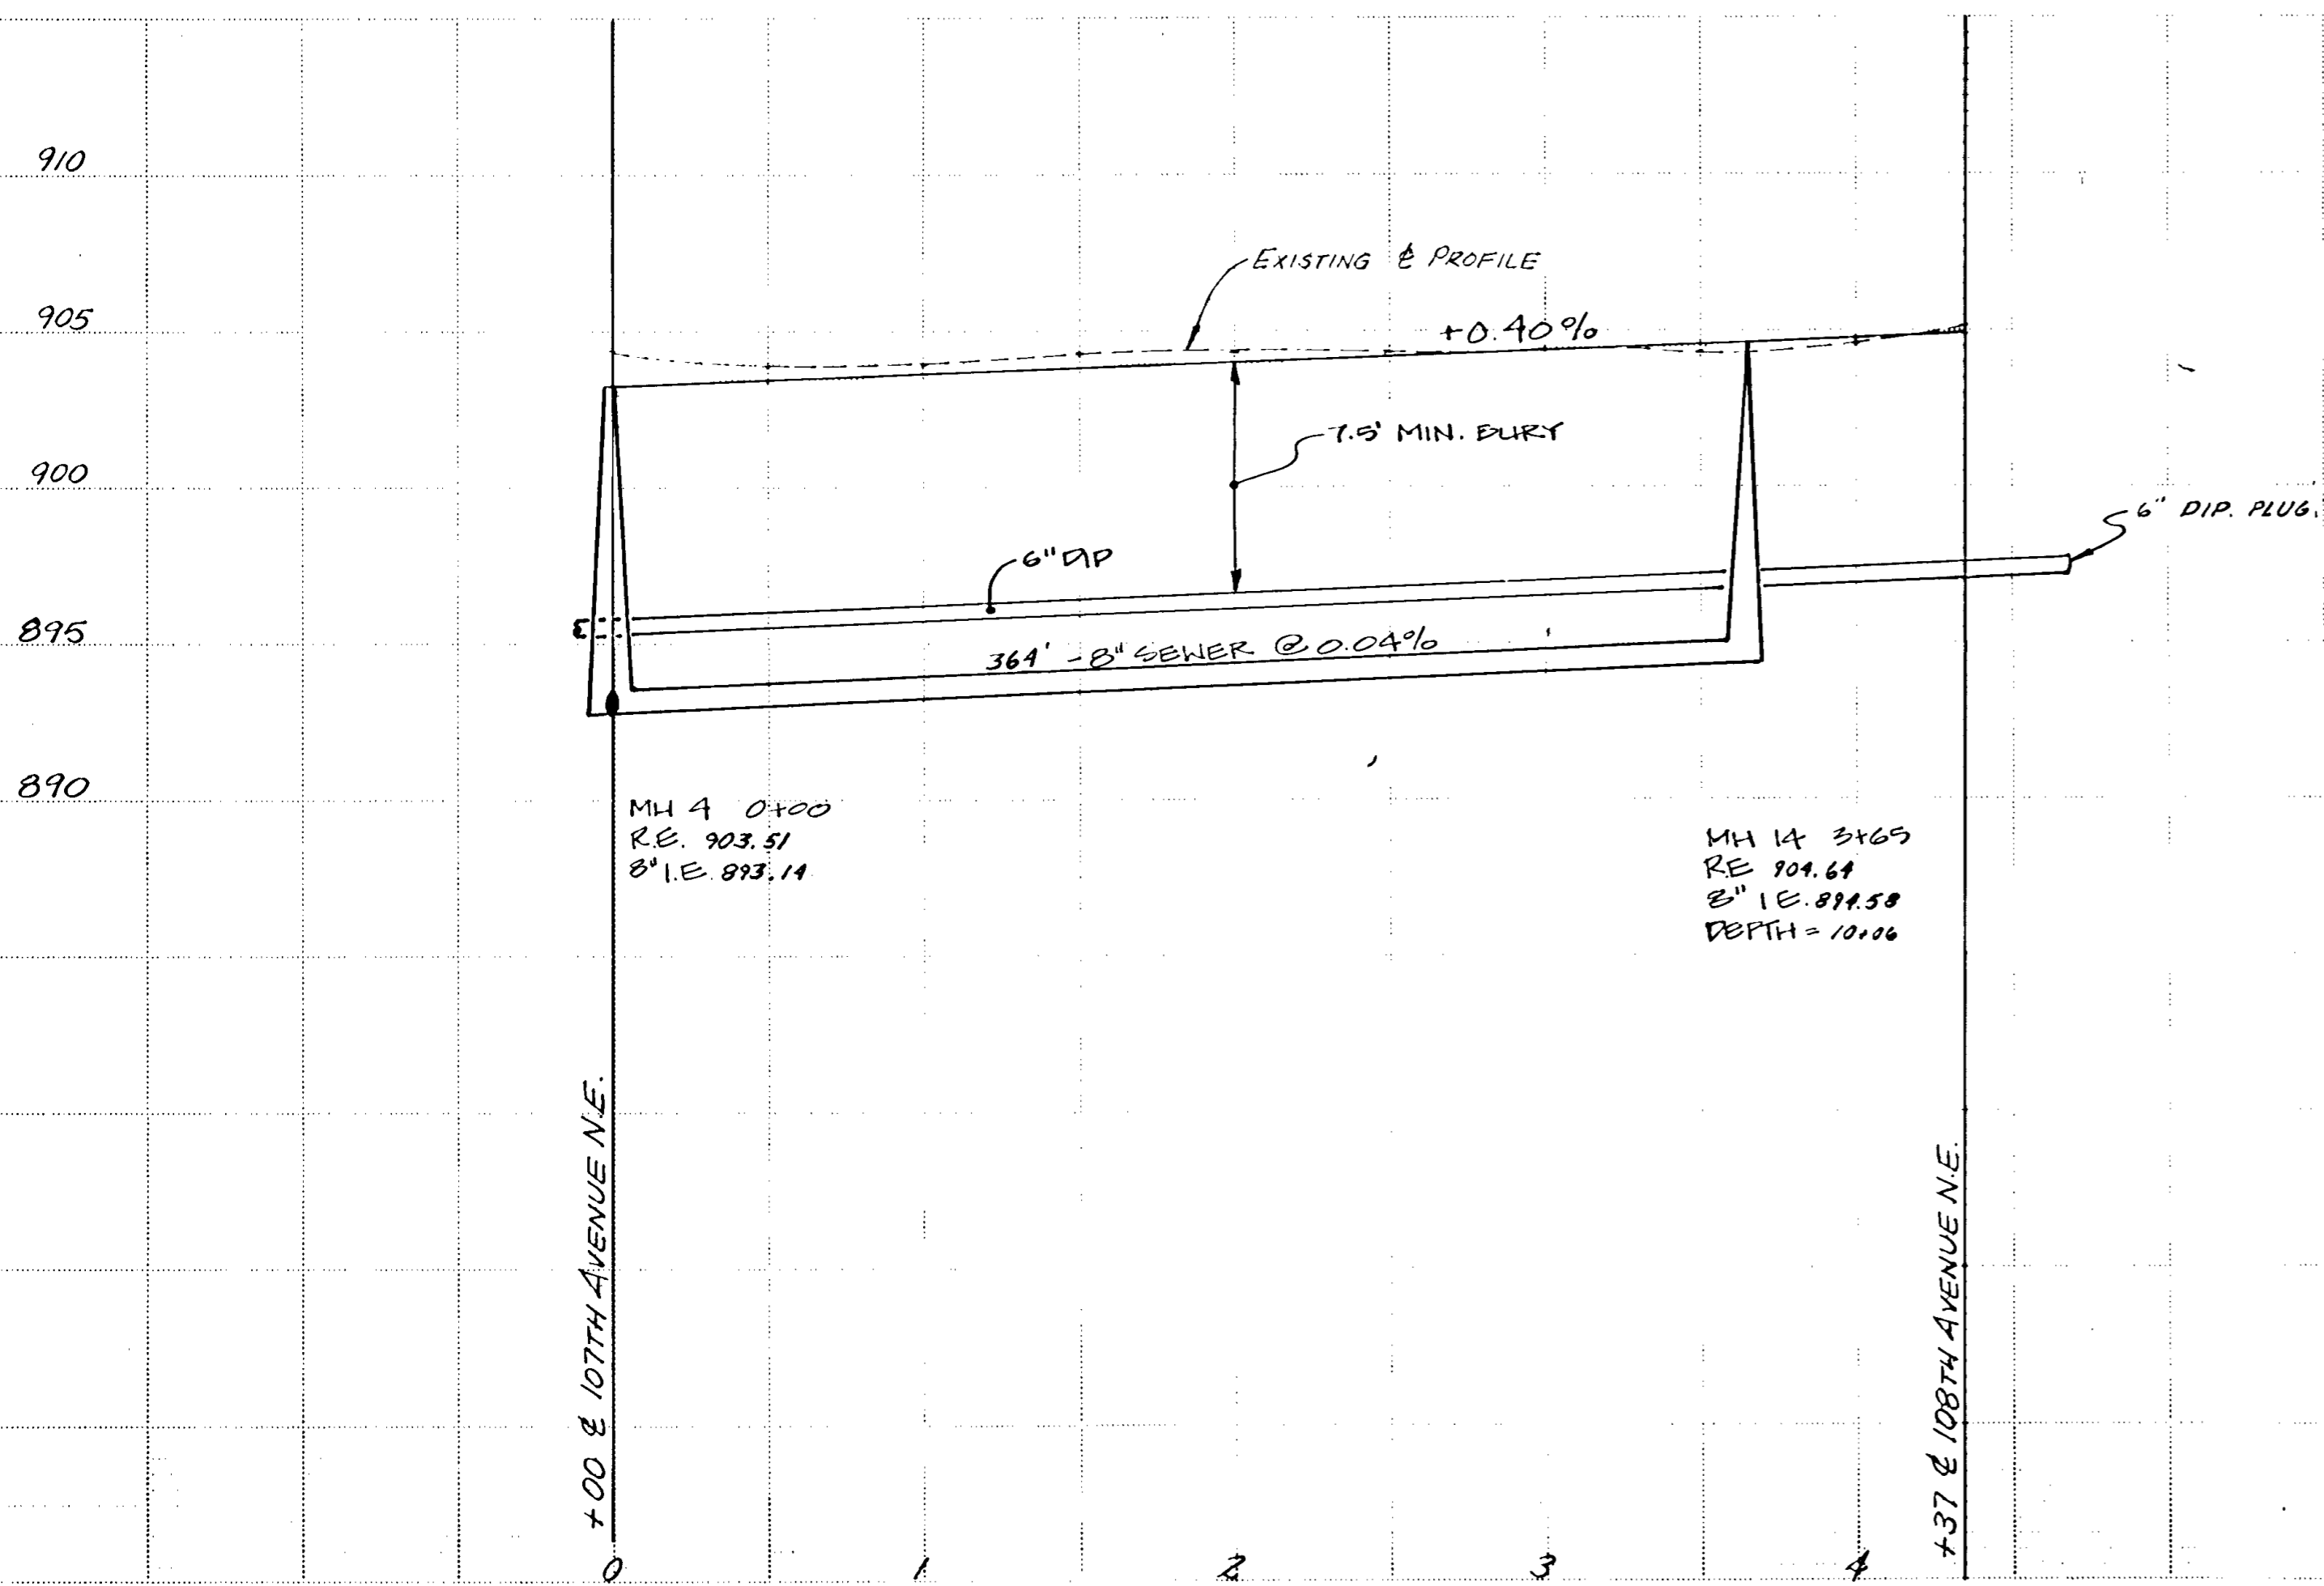 910
EXISTING ℄ PROFILE
905
+0.40%
7.5' MIN. BURY
900
6" DIP. PLUG.
6" DIP
895
364' - 8" SEWER @ 0.04%
890
MH 4 0+00
R.E. 903.51
8" I.E. 893.14
MH 14 3+65
RE 904.64
8" I E. 894.58
DEPTH = 10.06
+00 ℄ 107TH AVENUE N.E.
+37 ℄ 108TH AVENUE N.E.
0 1 2 3 4